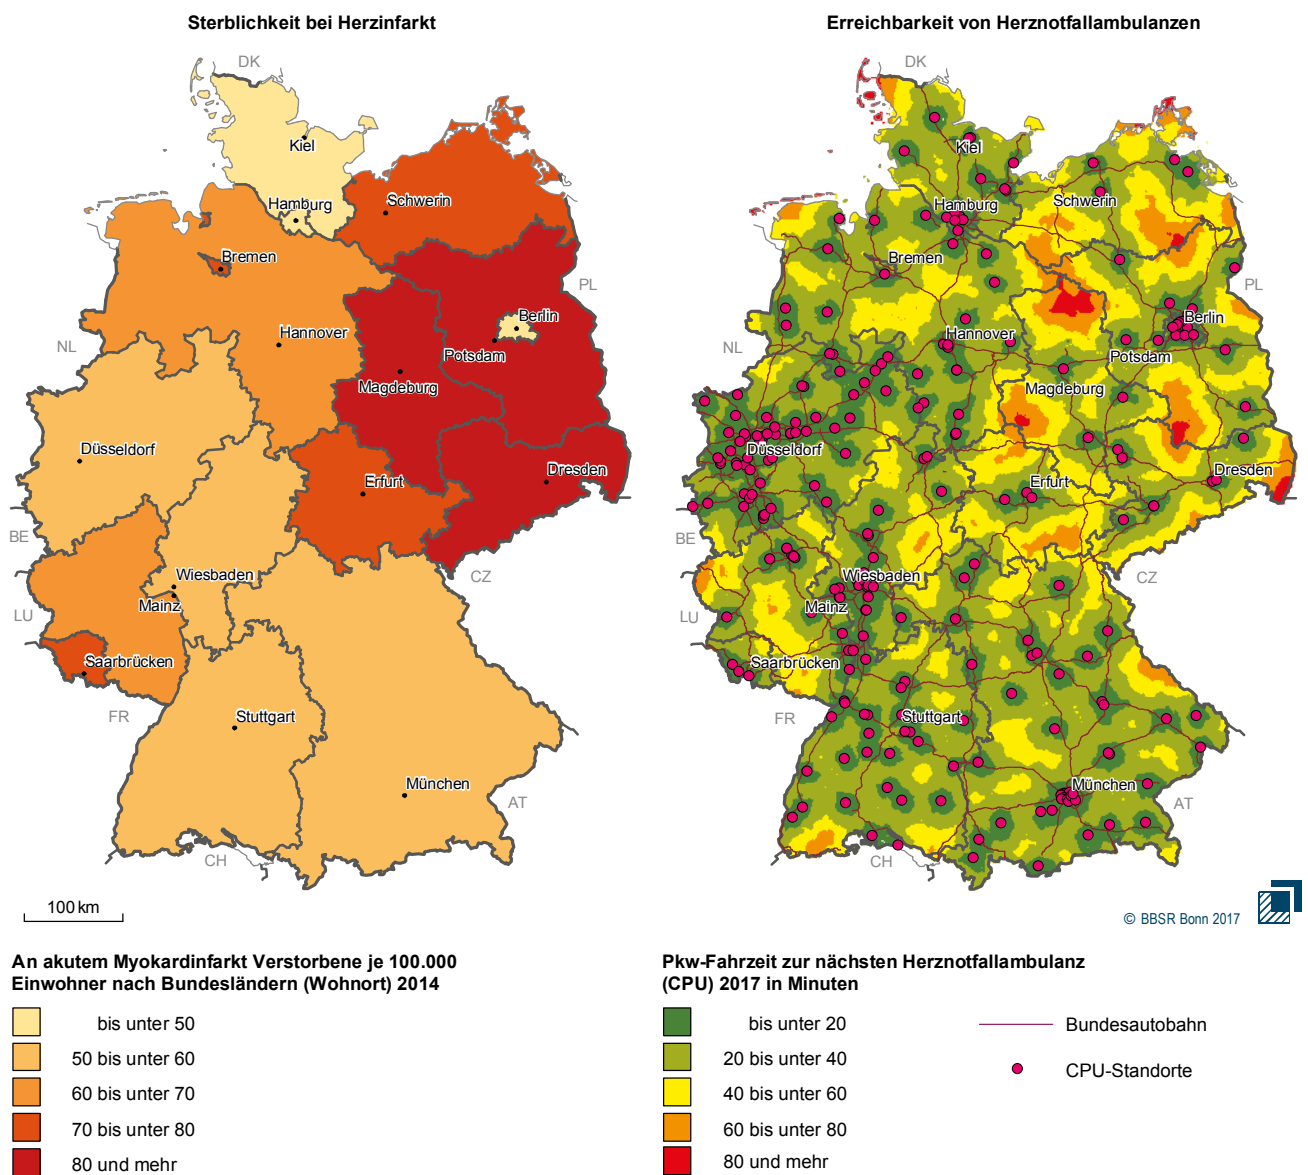 Sterblichkeit bei Herzinfarkt
DK
Kiel
Hamburg
Schwerin
Bremen
PL
Berlin
Hannover
NL
Potsdam
Magdeburg
Düsseldorf
Dresden
Erfurt
BE
Wiesbaden
CZ
Mainz
LU
Saarbrücken
FR
Stuttgart
München
AT
CH
100 km
Erreichbarkeit von Herznotfallambulanzen
DK
Kiel
Hamburg
Schwerin
Bremen
PL
Berlin
Hannover
NL
Potsdam
Magdeburg
Düsseldorf
Dresden
Erfurt
BE
Wiesbaden
CZ
Mainz
LU
Saarbrücken
FR
Stuttgart
München
AT
CH
© BBSR Bonn 2017
An akutem Myokardinfarkt Verstorbene je 100.000
Einwohner nach Bundesländern (Wohnort) 2014
bis unter 50
50 bis unter 60
60 bis unter 70
70 bis unter 80
80 und mehr
Pkw-Fahrzeit zur nächsten Herznotfallambulanz
(CPU) 2017 in Minuten
bis unter 20
20 bis unter 40
40 bis unter 60
60 bis unter 80
80 und mehr
Bundesautobahn
CPU-Standorte